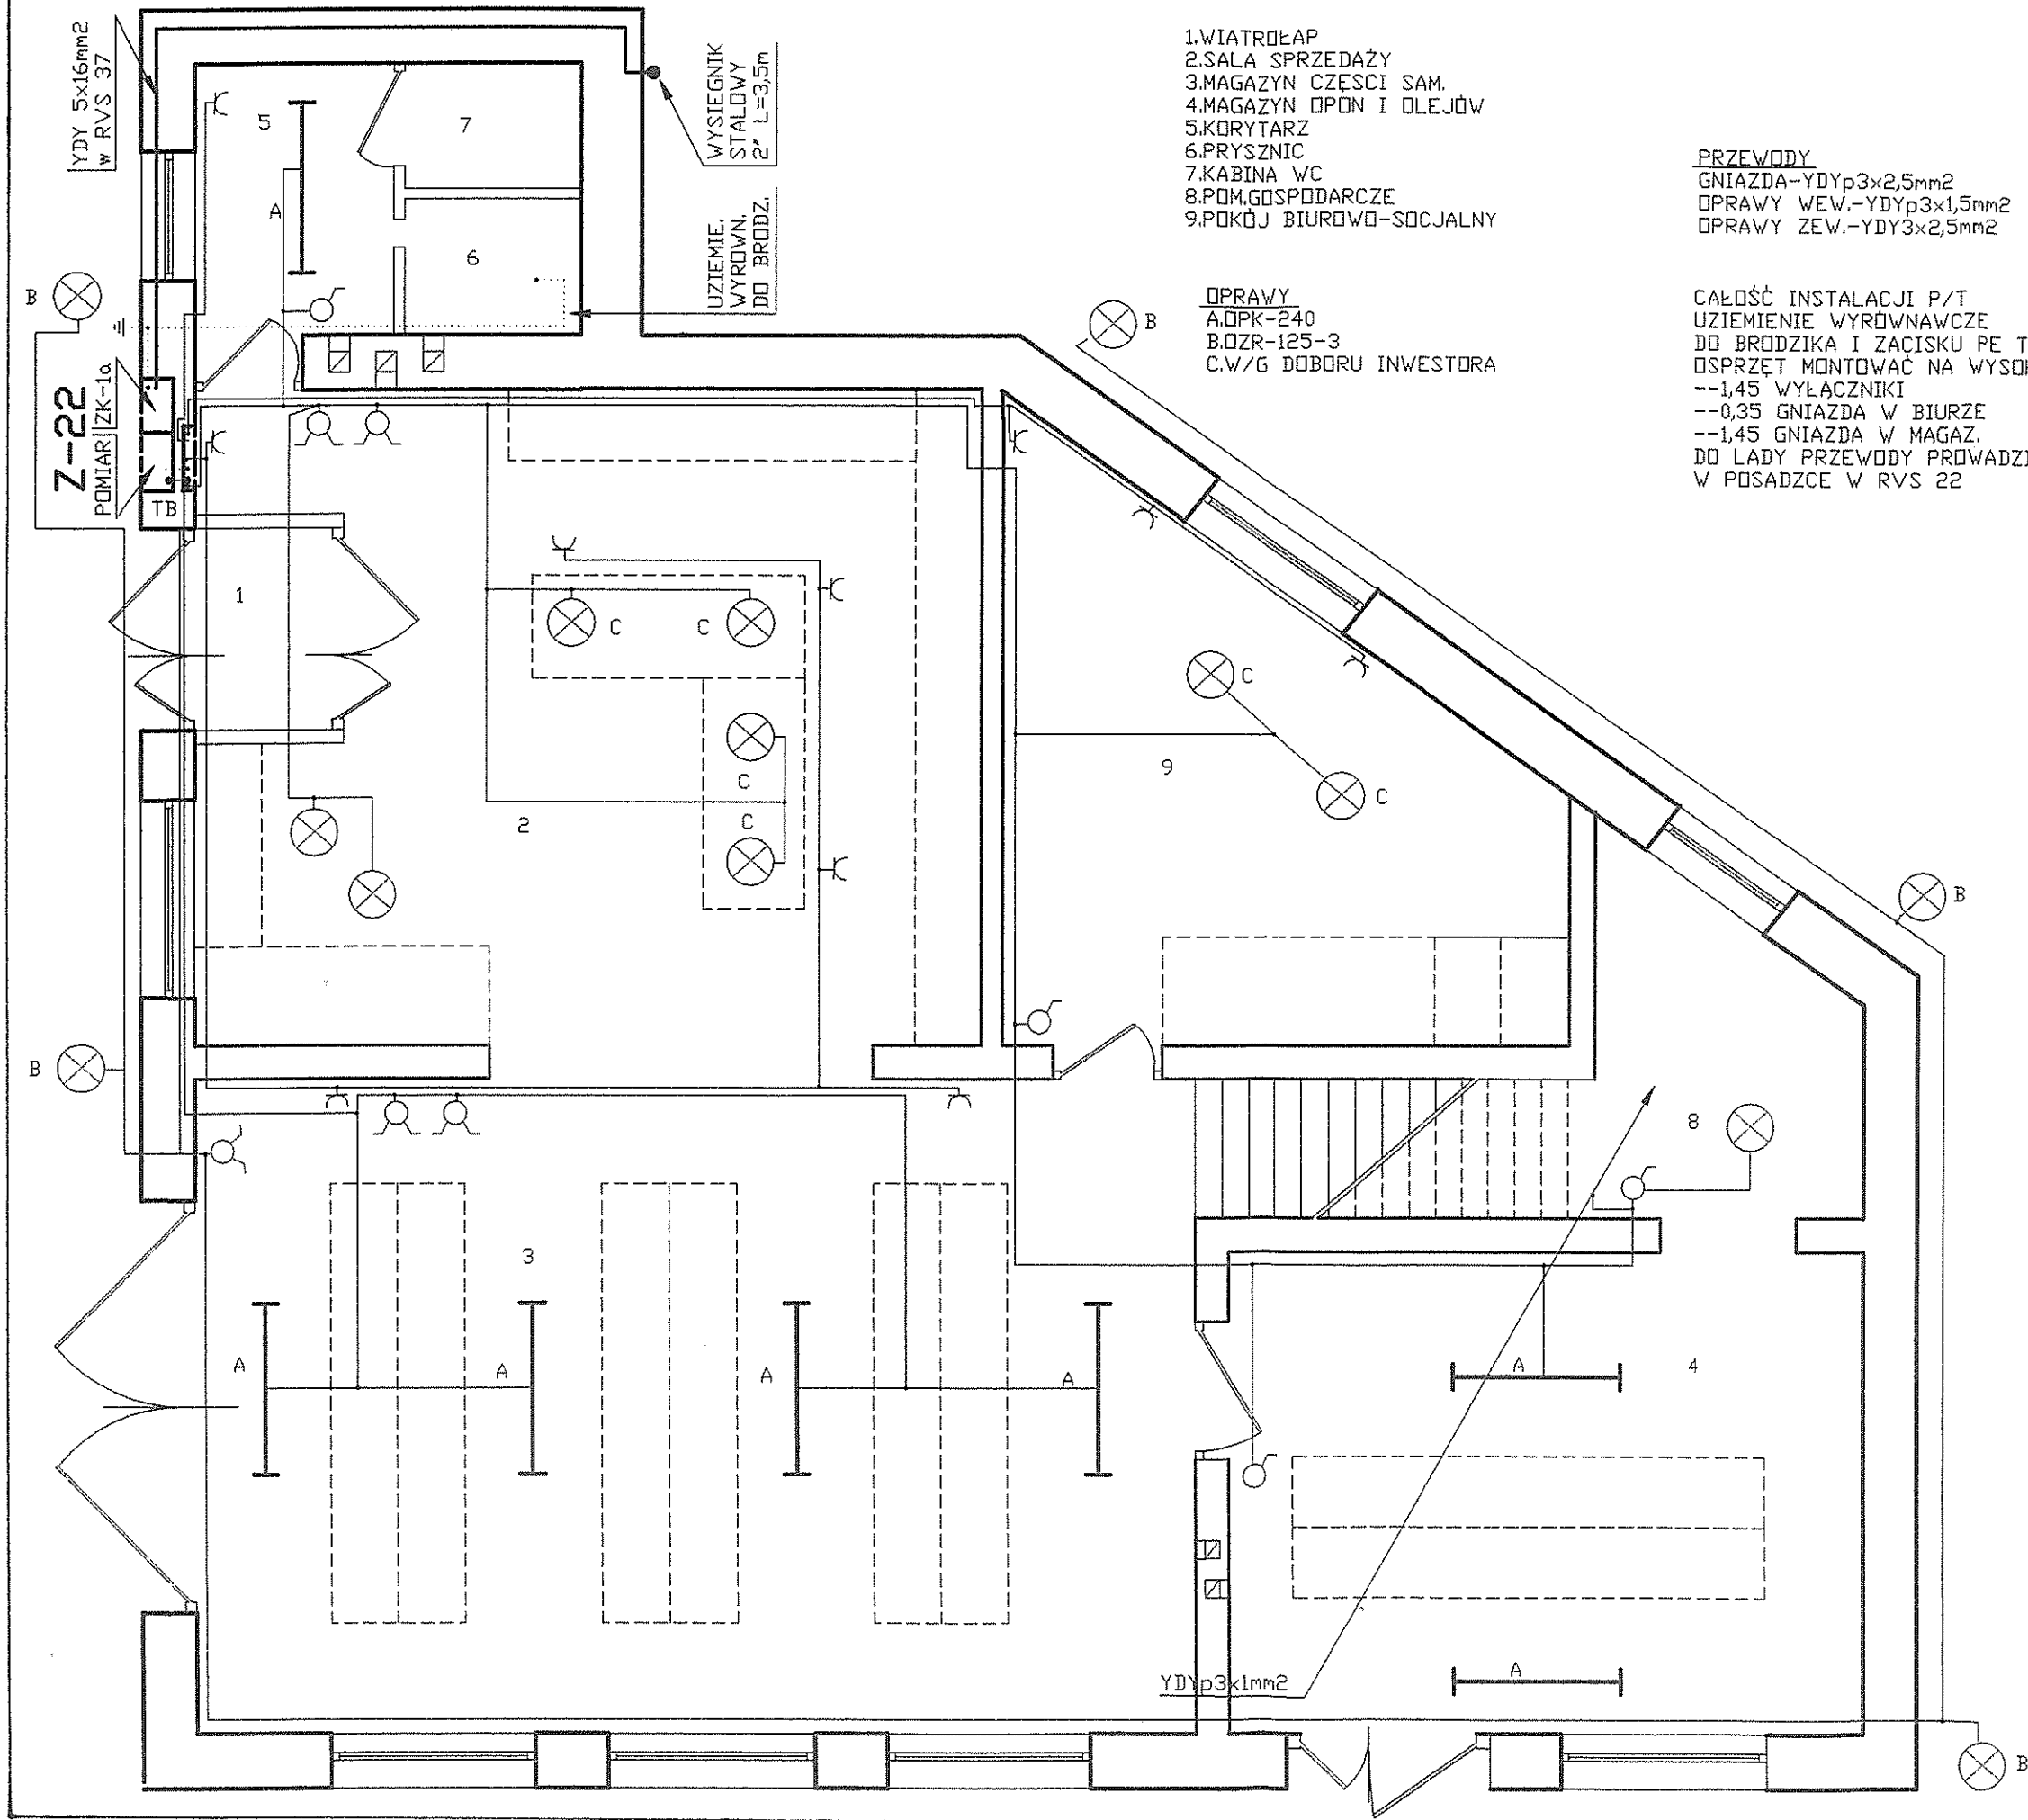 YDY 5x16mm2
W RVS 37
WYSIEGNIK
STALOWY
2" L=3,5m
UZIEMIE.
WYROWN.
DO BRODZ.
1.WIATROŁAP
2.SALA SPRZEDAŻY
3.MAGAZYN CZĘSCI SAM.
4.MAGAZYN OPON I OLEJÓW
5.KORYTARZ
6.PRYSZNIC
7.KABINA WC
8.POM.GOSPODARCZE
9.POKÓJ BIUROWO-SOCJALNY
PRZEWODY
GNIAZDA-YDYp3x2,5mm2
OPRAWY WEW.-YDYp3x1,5mm2
OPRAWY ZEW.-YDY3x2,5mm2
OPRAWY
A.OPK-240
B.OZR-125-3
C.W/G DOBORU INWESTORA
CAŁOŚĆ INSTALACJI P/T
UZIEMIENIE WYRÓWNAWCZE
DO BRODZIKA I ZACISKU PE T
OSPRZĘT MONTOWAĆ NA WYSO
--1,45 WYŁĄCZNIKI
--0,35 GNIAZDA W BIURZE
--1,45 GNIAZDA W MAGAZ.
DO LADY PRZEWODY PROWADZI
W POSADZCE W RVS 22
5
7
A
6
B
B
Z-22
POMIAR ZK-1a
TB
1
C
C
C
C
9
C
C
2
B
B
8
3
A
A
A
A
A
4
YDYp3x1mm2
A
B